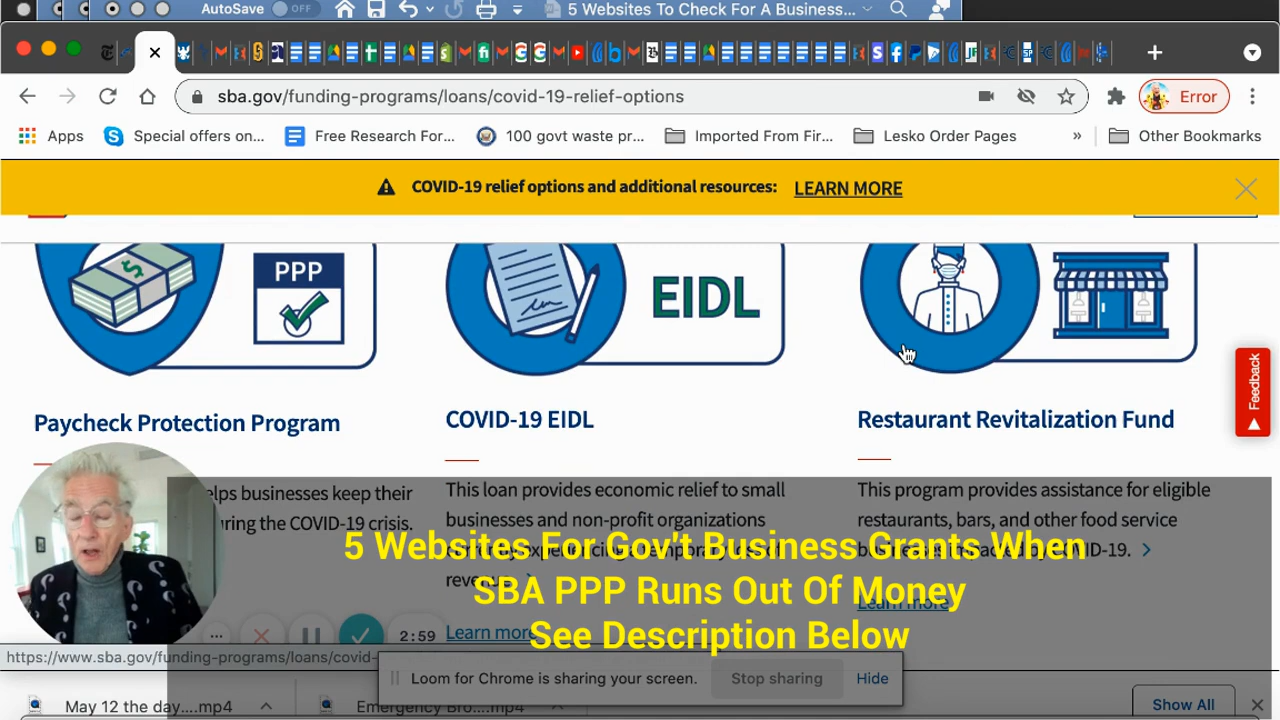 AutoSave
OFF
5 Websites To Check For A Business...
sba.gov/funding-programs/loans/covid-19-relief-options
Error
Apps
Special offers on...
Free Research For...
100 govt waste pr...
Imported From Fir...
Lesko Order Pages
»
Other Bookmarks
COVID-19 relief options and additional resources: LEARN MORE
PPP
EIDL
Feedback
Paycheck Protection Program
COVID-19 EIDL
Restaurant Revitalization Fund
elps businesses keep their
uring the COVID-19 crisis.
This loan provides economic relief to small
businesses and non-profit organizations
This program provides assistance for eligible
restaurants, bars, and other food service
Learn more
Learn more
5 Websites For Gov't Business Grants When
SBA PPP Runs Out Of Money
See Description Below
2:59
https://www.sba.gov/funding-programs/loans/covid-
Loom for Chrome is sharing your screen.
Stop sharing
Hide
May 12 the day....mp4
Emergency Bro....mp4
Show All